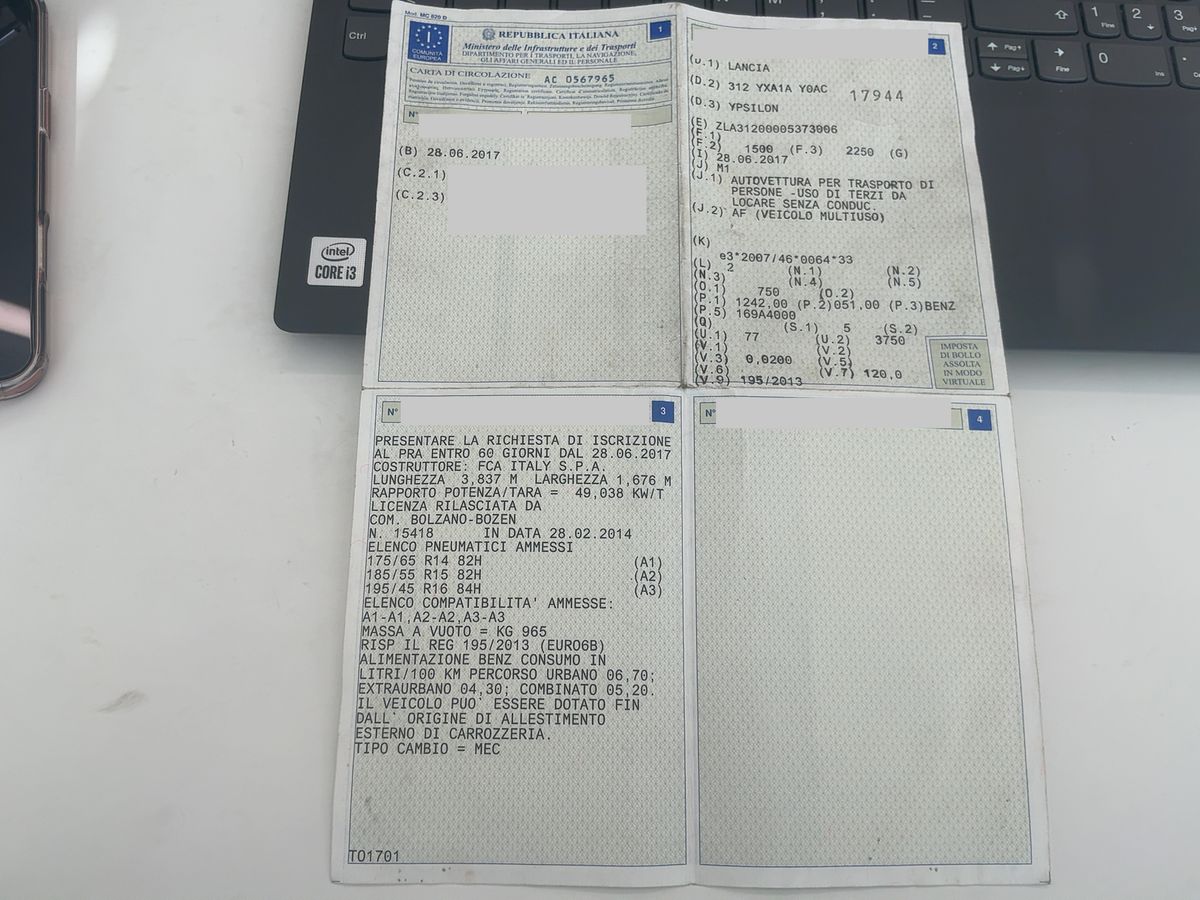 Mod. MC 820 D
1
COMUNITÀ
EUROPEA
REPUBBLICA ITALIANA
Ministero delle Infrastrutture e dei Trasporti
DIPARTIMENTO PER I TRASPORTI, LA NAVIGAZIONE,
GLI AFFARI GENERALI ED IL PERSONALE
CARTA DI CIRCOLAZIONE AC 0567965
N°
(B) 28.06.2017
(C.2.1)
(C.2.3)
2
(D.1) LANCIA
(D.2) 312 YXA1A Y0AC 17944
(D.3) YPSILON
(E) ZLA31200005373006
(F.1)
(F.2) 1500 (F.3) 2250 (G)
(I) 28.06.2017
(J) M1
(J.1) AUTOVETTURA PER TRASPORTO DI
PERSONE -USO DI TERZI DA
LOCARE SENZA CONDUC.
(J.2) AF (VEICOLO MULTIUSO)
(K)
e3*2007/46*0064*33
(L) 2 (N.1) (N.2)
(N.3) (N.4) (N.5)
(O.1) 750 (O.2)
(P.1) 1242,00 (P.2)051,00 (P.3)BENZ
(P.5) 169A4000
(Q) (S.1) 5 (S.2)
(U.1) 77 (U.2) 3750
(V.1) (V.2)
(V.3) 0,0200 (V.5)
(V.6) (V.7) 120,0
(V.9) 195/2013
IMPOSTA
DI BOLLO
ASSOLTA
IN MODO
VIRTUALE
N°
3
PRESENTARE LA RICHIESTA DI ISCRIZIONE
AL PRA ENTRO 60 GIORNI DAL 28.06.2017
COSTRUTTORE: FCA ITALY S.P.A.
LUNGHEZZA 3,837 M LARGHEZZA 1,676 M
RAPPORTO POTENZA/TARA = 49,038 KW/T
LICENZA RILASCIATA DA
COM. BOLZANO-BOZEN
N. 15418 IN DATA 28.02.2014
ELENCO PNEUMATICI AMMESSI
175/65 R14 82H (A1)
185/55 R15 82H (A2)
195/45 R16 84H (A3)
ELENCO COMPATIBILITA' AMMESSE:
A1-A1,A2-A2,A3-A3
MASSA A VUOTO = KG 965
RISP IL REG 195/2013 (EURO6B)
ALIMENTAZIONE BENZ CONSUMO IN
LITRI/100 KM PERCORSO URBANO 06,70;
EXTRAURBANO 04,30; COMBINATO 05,20.
IL VEICOLO PUO' ESSERE DOTATO FIN
DALL' ORIGINE DI ALLESTIMENTO
ESTERNO DI CARROZZERIA.
TIPO CAMBIO = MEC
TO1701
N°
4
Ctrl
intel
CORE i3
1
Fine
2
3
Pag+
Pag+
Fine
0
Ins